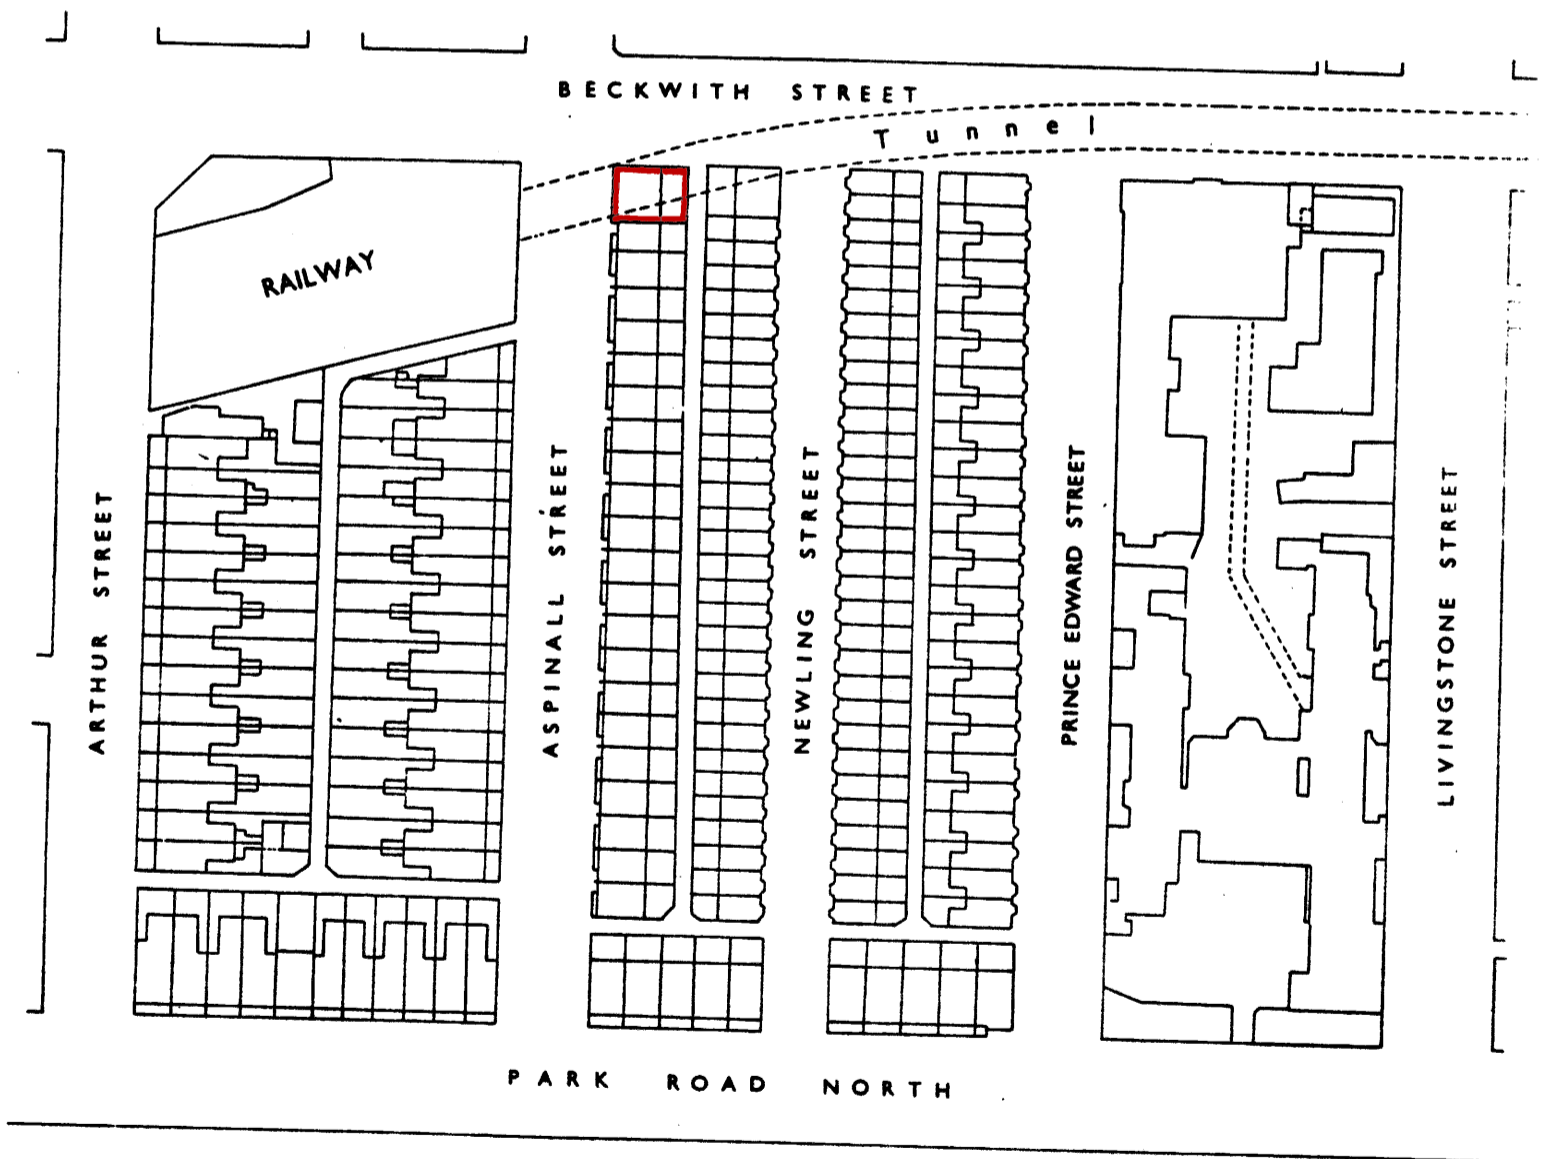 BECKWITH STREET
Tunnel
RAILWAY
ARTHUR STREET
ASPINALL STREET
NEWLING STREET
PRINCE EDWARD STREET
LIVINGSTONE STREET
PARK ROAD NORTH